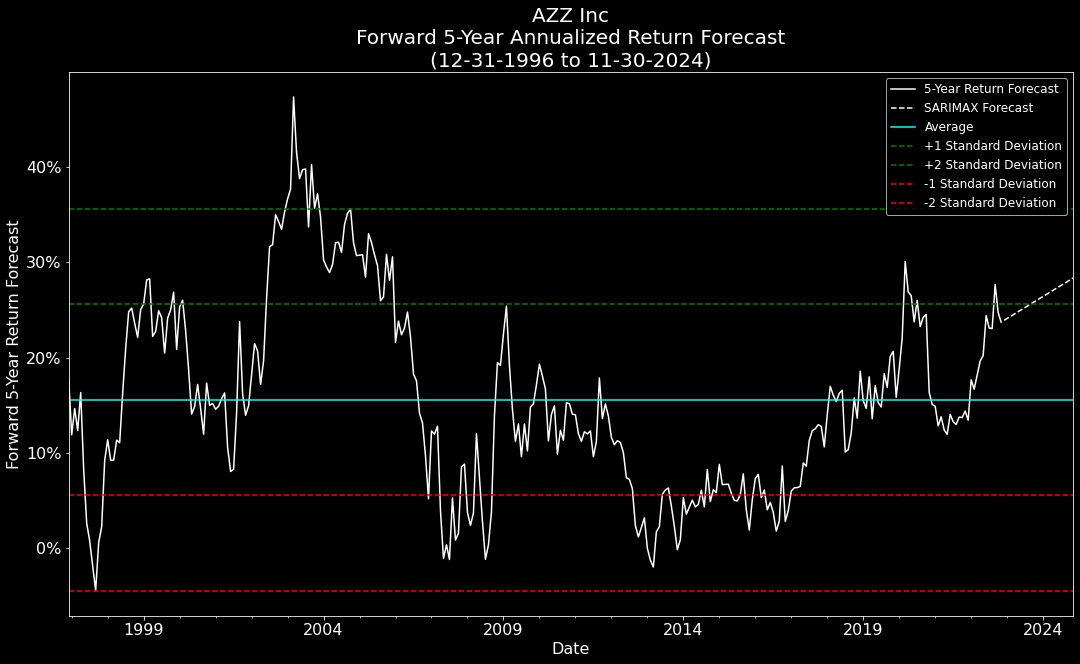 AZZ Inc
Forward 5-Year Annualized Return Forecast
(12-31-1996 to 11-30-2024)
5-Year Return Forecast
SARIMAX Forecast
Average
+1 Standard Deviation
+2 Standard Deviation
-1 Standard Deviation
-2 Standard Deviation
Forward 5-Year Return Forecast
40%
30%
20%
10%
0%
1999 2004 2009 2014 2019 2024
Date